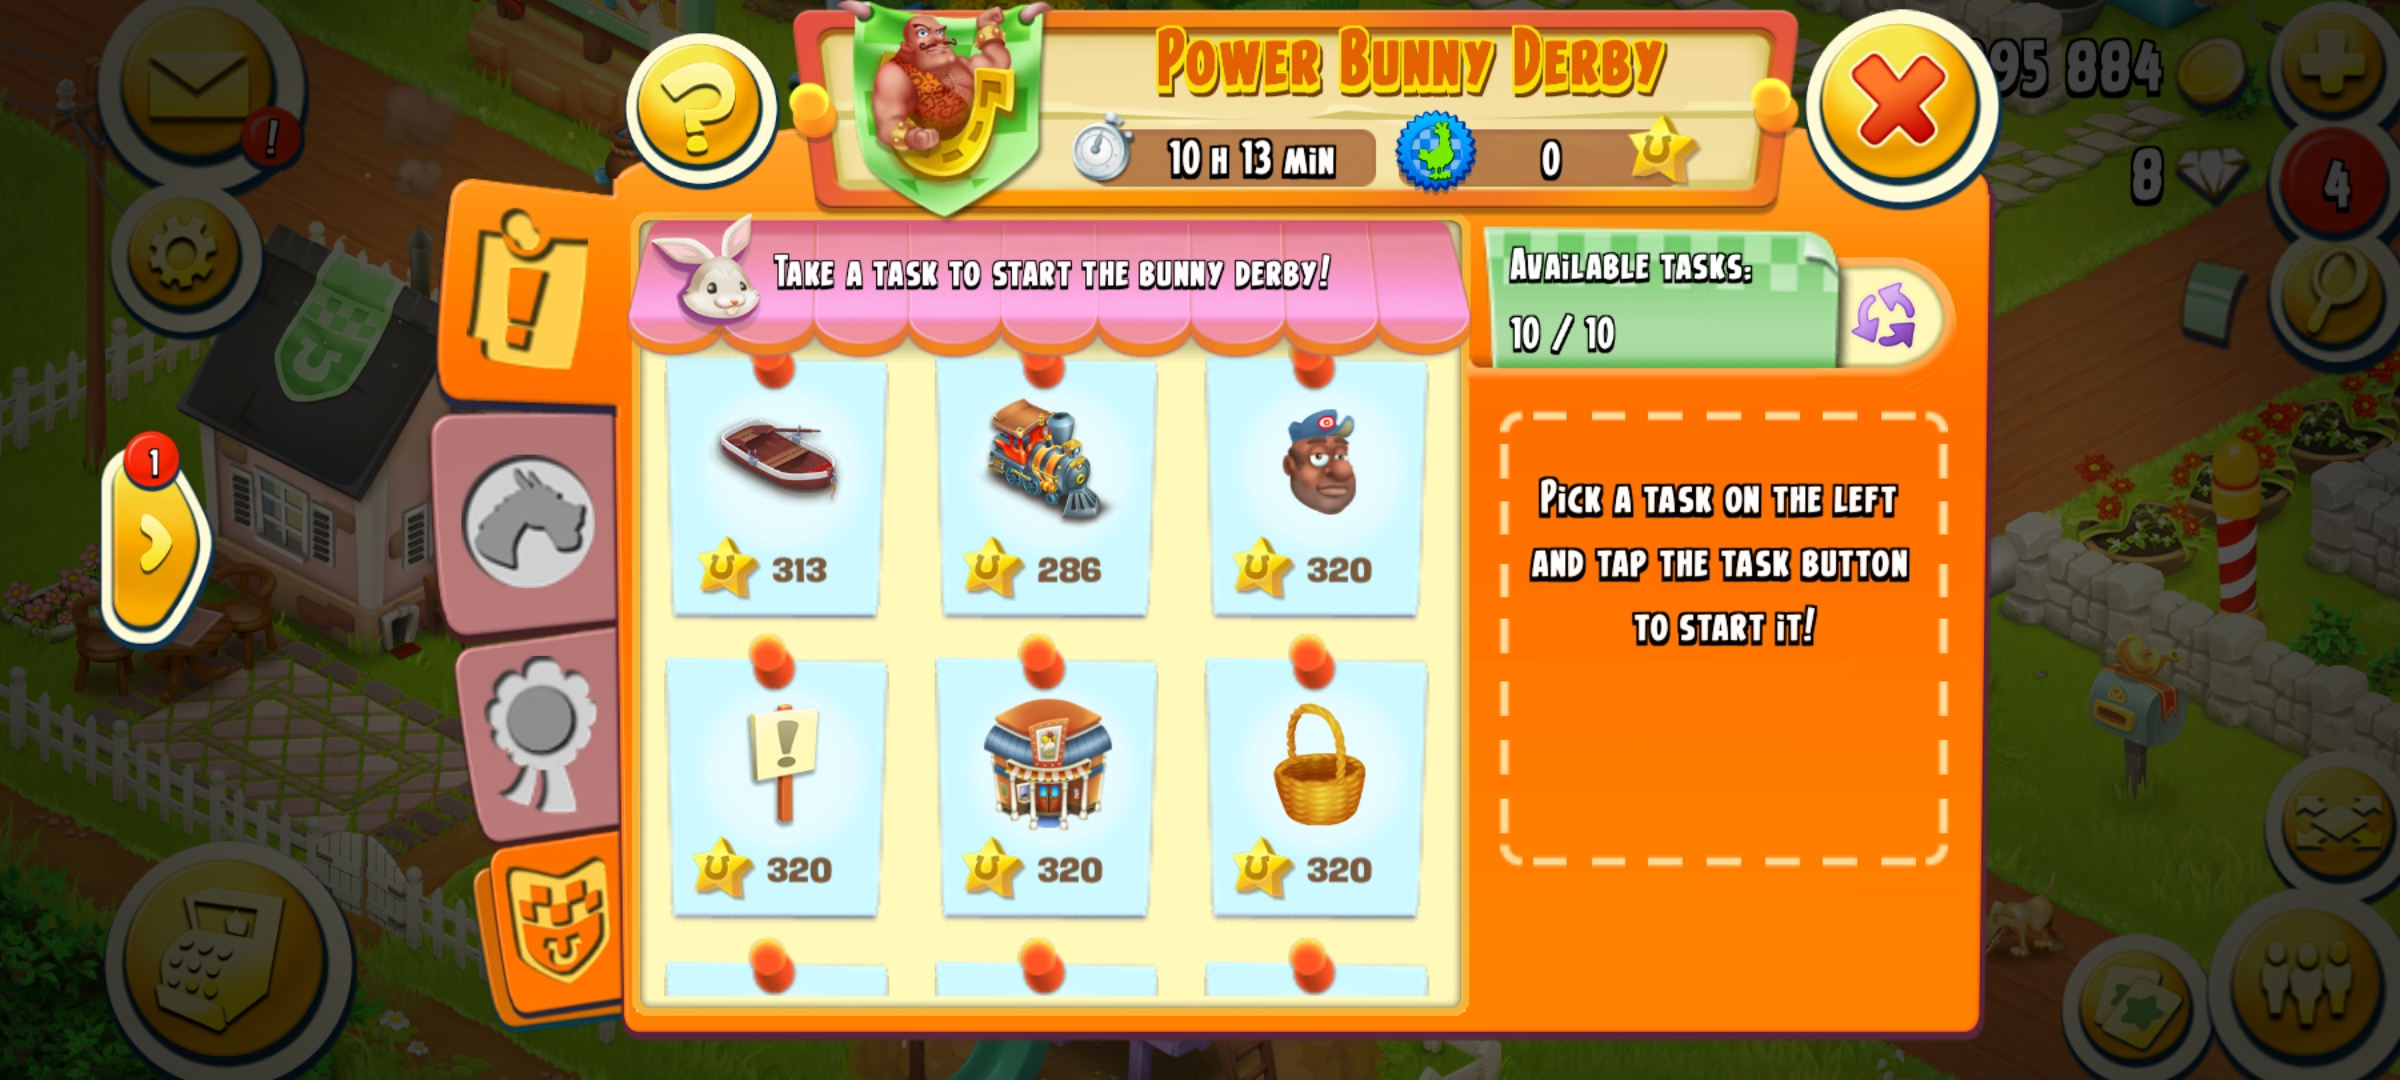 POWER BUNNY DERBY
10 H 13 MIN
0
95 884
8
4
!
1
TAKE A TASK TO START THE BUNNY DERBY!
AVAILABLE TASKS:
10 / 10
313
286
320
320
320
320
PICK A TASK ON THE LEFT
AND TAP THE TASK BUTTON
TO START IT!